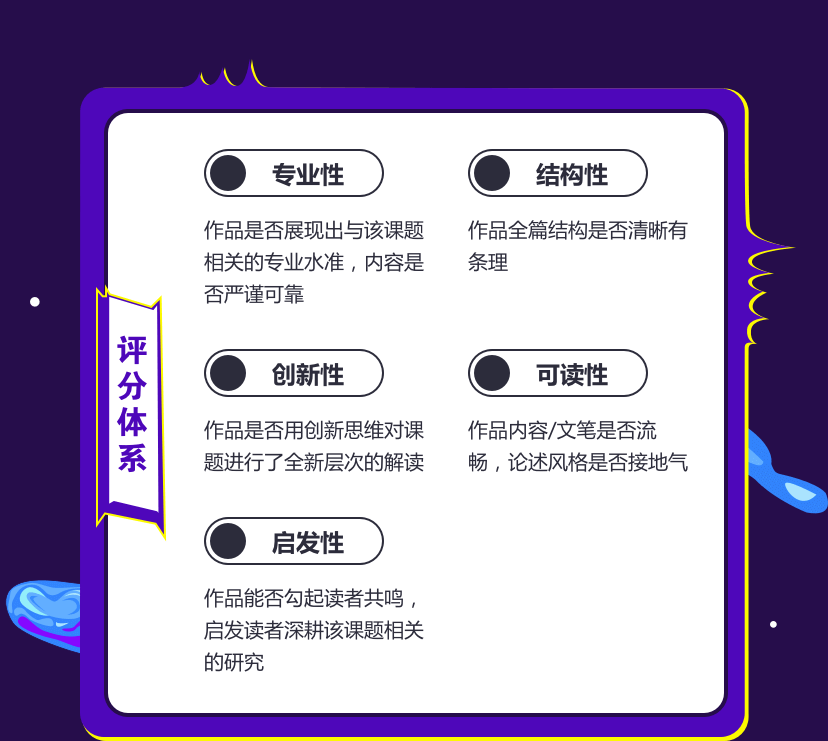 评分体系
专业性
作品是否展现出与该课题
相关的专业水准，内容是
否严谨可靠
结构性
作品全篇结构是否清晰有
条理
创新性
作品是否用创新思维对课
题进行了全新层次的解读
可读性
作品内容/文笔是否流
畅，论述风格是否接地气
启发性
作品能否勾起读者共鸣，
启发读者深耕该课题相关
的研究